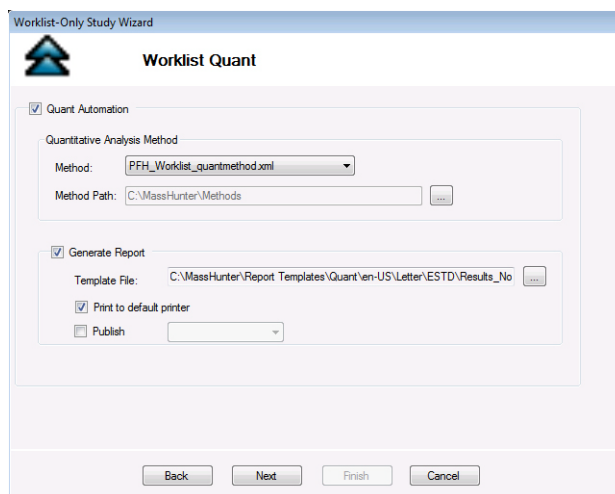 Worklist-Only Study Wizard
Worklist Quant
Quant Automation
Quantitative Analysis Method
Method: PFH_Worklist_quantmethod.xml
Method Path: C:\MassHunter\Methods ...
Generate Report
Template File: C:\MassHunter\Report Templates\Quant\en-US\Letter\ESTD\Results_No ...
Print to default printer
Publish
Back Next Finish Cancel